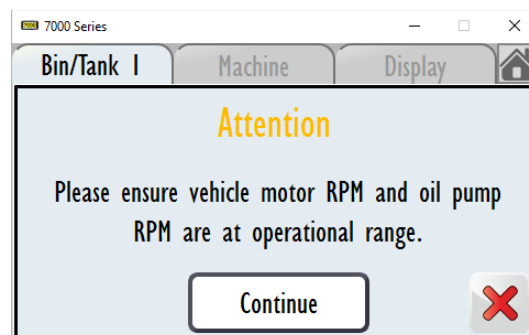 7000 Series
Bin/Tank 1 Machine Display
Attention
Please ensure vehicle motor RPM and oil pump
RPM are at operational range.
Continue